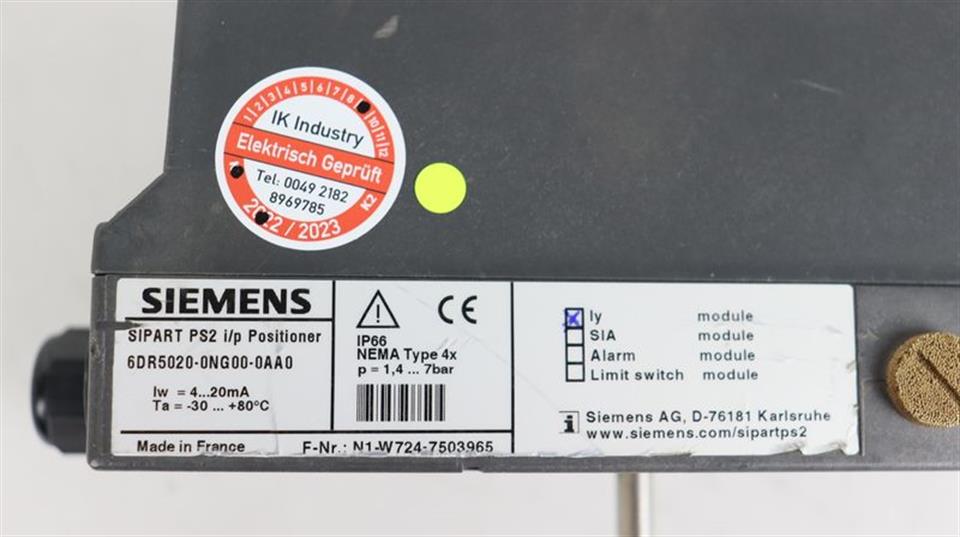 1 2 3 4 5 6 7 8 10 11 12
IK Industry
Elektrisch Geprüft
Tel: 0049 2182
8969785
K2
2022 / 2023
SIEMENS
SIPART PS2 i/p Positioner
6DR5020-0NG00-0AA0
Iw = 4...20mA
Ta = -30 ... +80°C
Made in France
F-Nr.: N1-W724-7503965
CE
IP66
NEMA Type 4x
p = 1,4 ... 7bar
Iy module
SIA module
Alarm module
Limit switch module
Siemens AG, D-76181 Karlsruhe
www.siemens.com/sipartps2